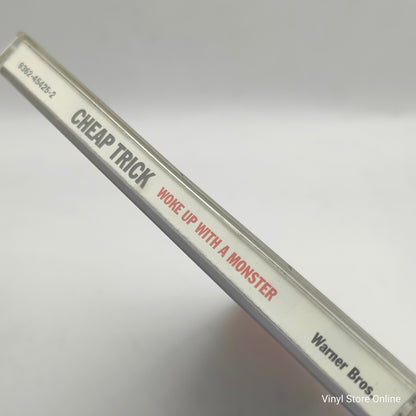 9362-45425-2
CHEAP TRICK
WOKE UP WITH A MONSTER
Warner Bros.
Vinyl Store Online